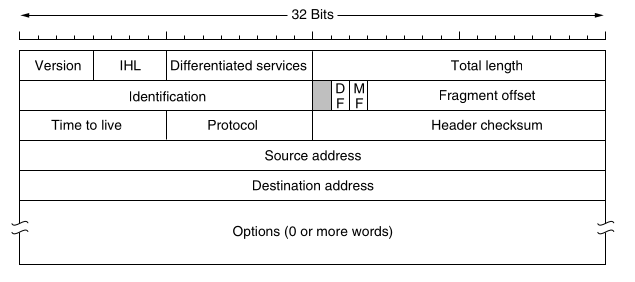 32 Bits
Version IHL Differentiated services Total length
Identification D F M F Fragment offset
Time to live Protocol Header checksum
Source address
Destination address
Options (0 or more words)